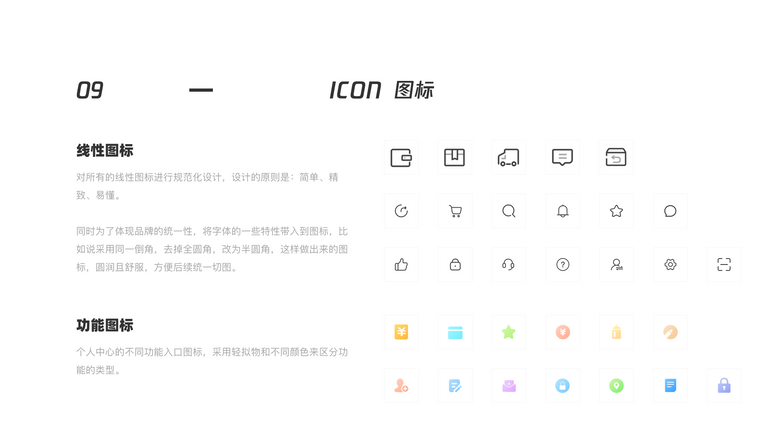 09 — ICON 图标
线性图标
对所有的线性图标进行规范化设计，设计的原则是：简单、精
致、易懂。
同时为了体现品牌的统一性，将字体的一些特性带入到图标，比
如说采用同一倒角，去掉全圆角，改为半圆角，这样做出来的图
标，圆润且舒服，方便后续统一切图。
功能图标
个人中心的不同功能入口图标，采用轻拟物和不同颜色来区分功
能的类型。